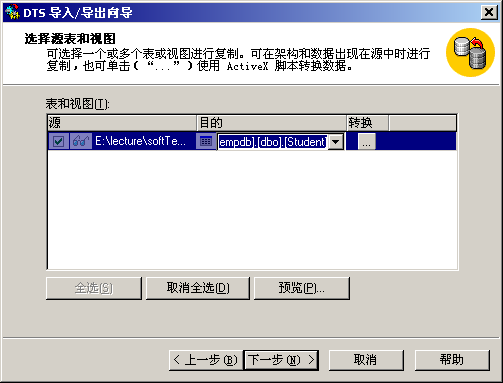 DTS 导入/导出向导
选择源表和视图
可选择一个或多个表或视图进行复制。可在架构和数据出现在源中时进行
复制，也可单击(“...”)使用 ActiveX 脚本转换数据。
表和视图(T):
源 目的 转换
E:\lecture\softTe... empdb].[dbo].[Student] ...
全选(S) 取消全选(D) 预览(P)...
< 上一步(B) 下一步(N) > 取消 帮助